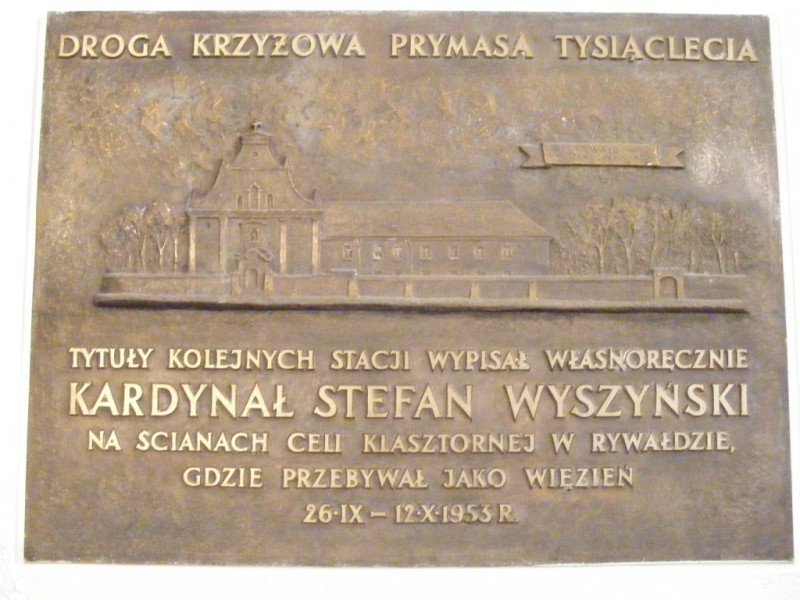 DROGA KRZYŻOWA PRYMASA TYSIĄCLECIA
TYTUŁY KOLEJNYCH STACJI WYPISAŁ WŁASNORĘCZNIE
KARDYNAŁ STEFAN WYSZYŃSKI
NA ŚCIANACH CELI KLASZTORNEJ W RYWAŁDZIE,
GDZIE PRZEBYWAŁ JAKO WIĘZIEŃ
26·IX – 12·X·1953 R.